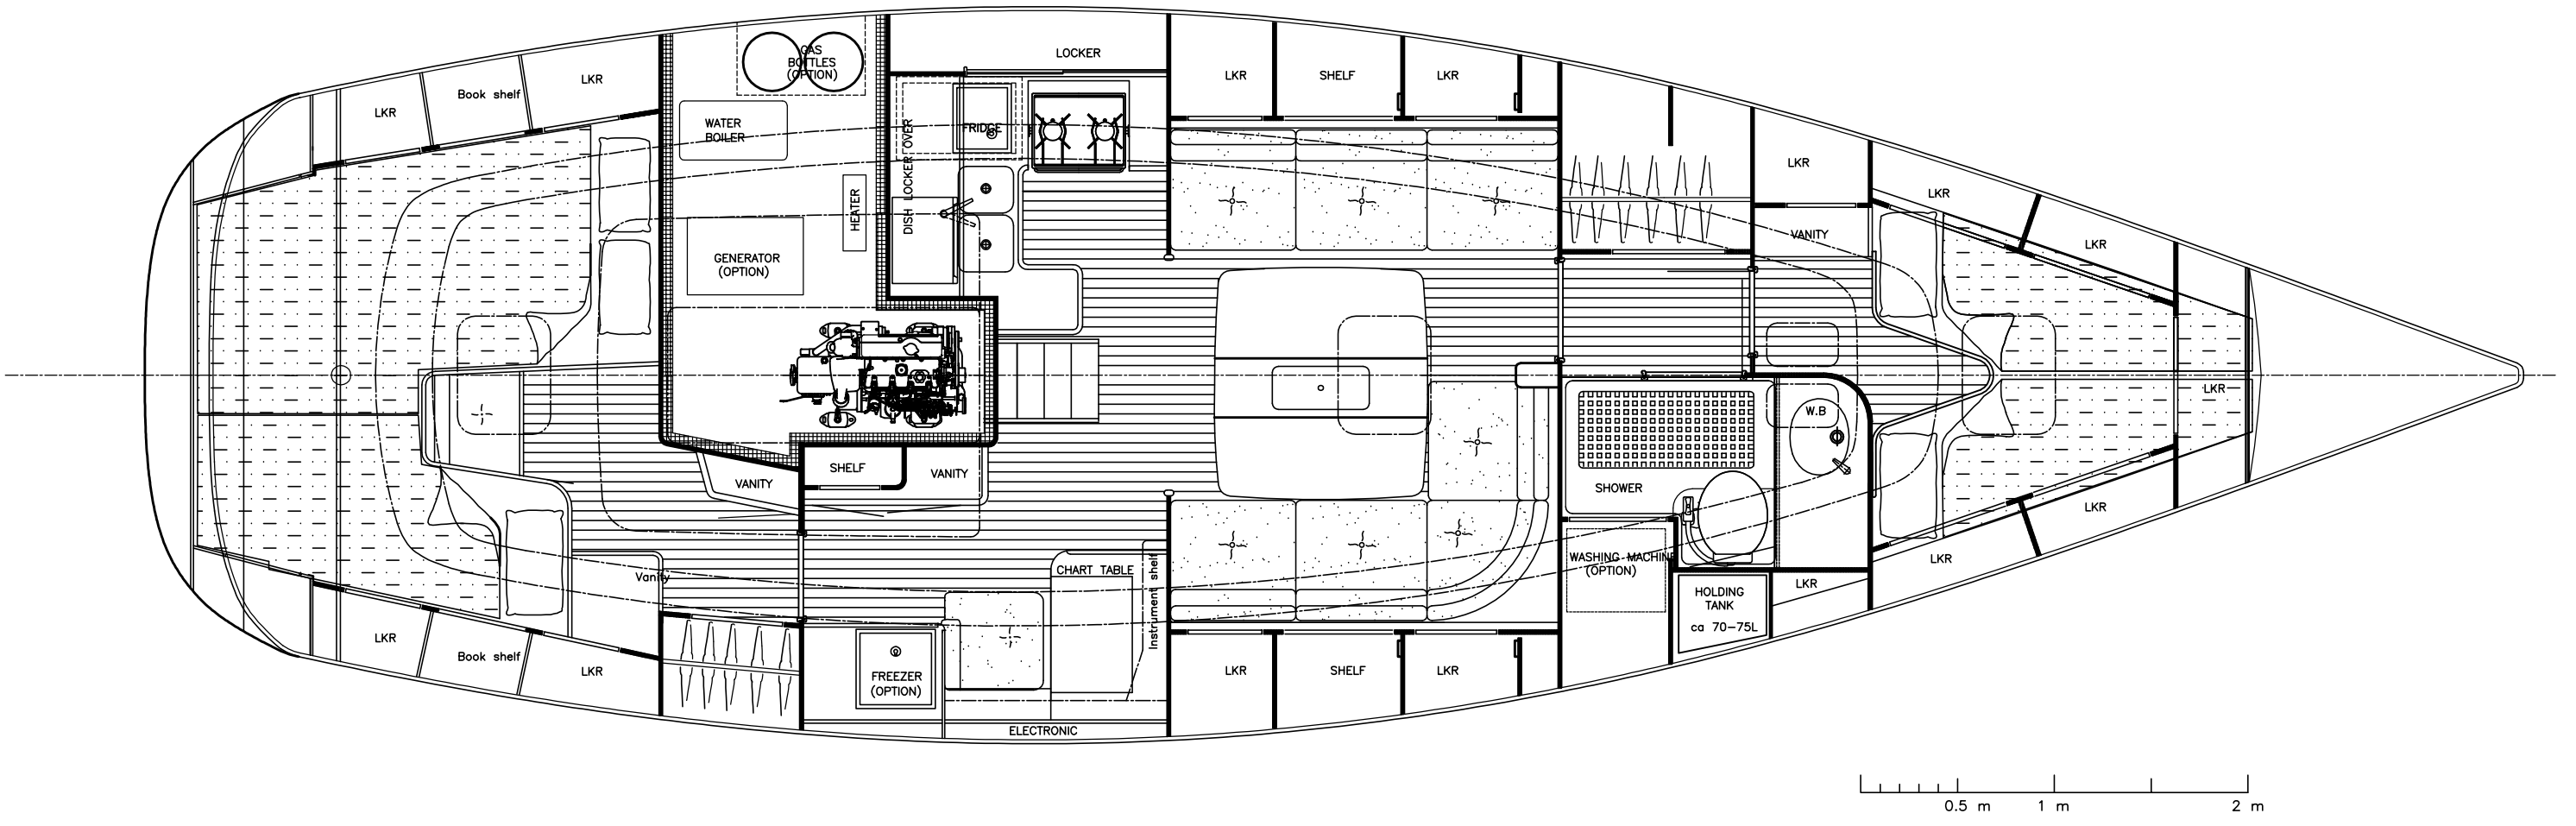 GAS
BOTTLES
(OPTION)
LOCKER
LKR
Book shelf
LKR
LKR
SHELF
LKR
WATER
BOILER
FRIDGE
DISH LOCKER OVER
HEATER
GENERATOR
(OPTION)
LKR
VANITY
LKR
LKR
LKR
W.B
SHELF
VANITY
VANITY
SHOWER
LKR
LKR
WASHING MACHINE
(OPTION)
LKR
HOLDING
TANK
ca 70-75L
CHART TABLE
Instrument shelf
Vanity
LKR
Book shelf
LKR
FREEZER
(OPTION)
LKR
SHELF
LKR
ELECTRONIC
0.5 m
1 m
2 m